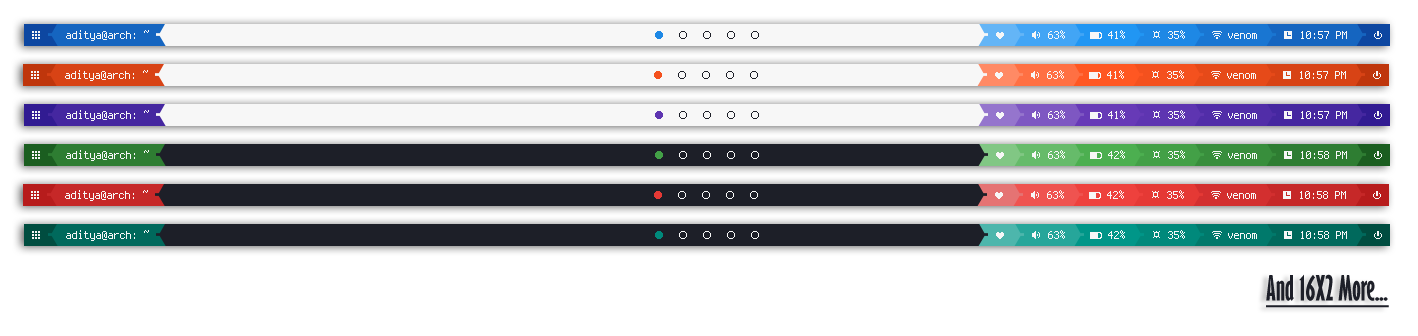 aditya@arch: ~ 63% 41% 35% venom 10:57 PM
aditya@arch: ~ 63% 41% 35% venom 10:57 PM
aditya@arch: ~ 63% 41% 35% venom 10:57 PM
aditya@arch: ~ 63% 42% 35% venom 10:58 PM
aditya@arch: ~ 63% 42% 35% venom 10:58 PM
aditya@arch: ~ 63% 42% 35% venom 10:58 PM
And 16X2 More...